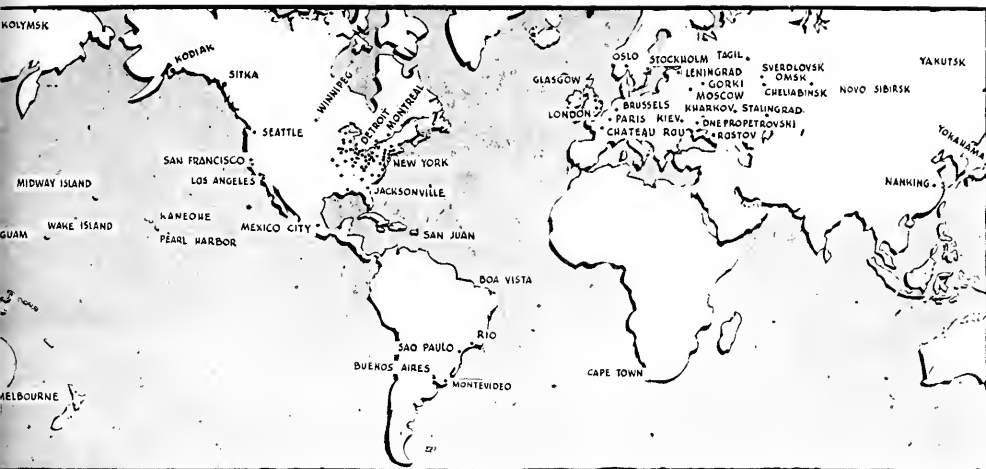 KOLYMSK
KODIAK
SITKA
WINNIPEG
DETROIT
MONTREAL
SEATTLE
SAN FRANCISCO
LOS ANGELES
NEW YORK
JACKSONVILLE
MIDWAY ISLAND
WAKE ISLAND
GUAM
KANEOHE
PEARL HARBOR
MEXICO CITY
SAN JUAN
BOA VISTA
RIO
SAO PAULO
BUENOS AIRES
MONTEVIDEO
MELBOURNE
CAPE TOWN
OSLO
STOCKHOLM
TAGIL
GLASGOW
LENINGRAD
SVERDLOVSK
OMSK
GORKI
MOSCOW
CHELIABINSK
NOVO SIBIRSK
YAKUTSK
LONDON
BRUSSELS
KHARKOV
STALINGRAD
PARIS
KIEV
DNEPROPETROVSKI
CHATEAU ROU
ROSTOV
YOKAHAMA
NANKING